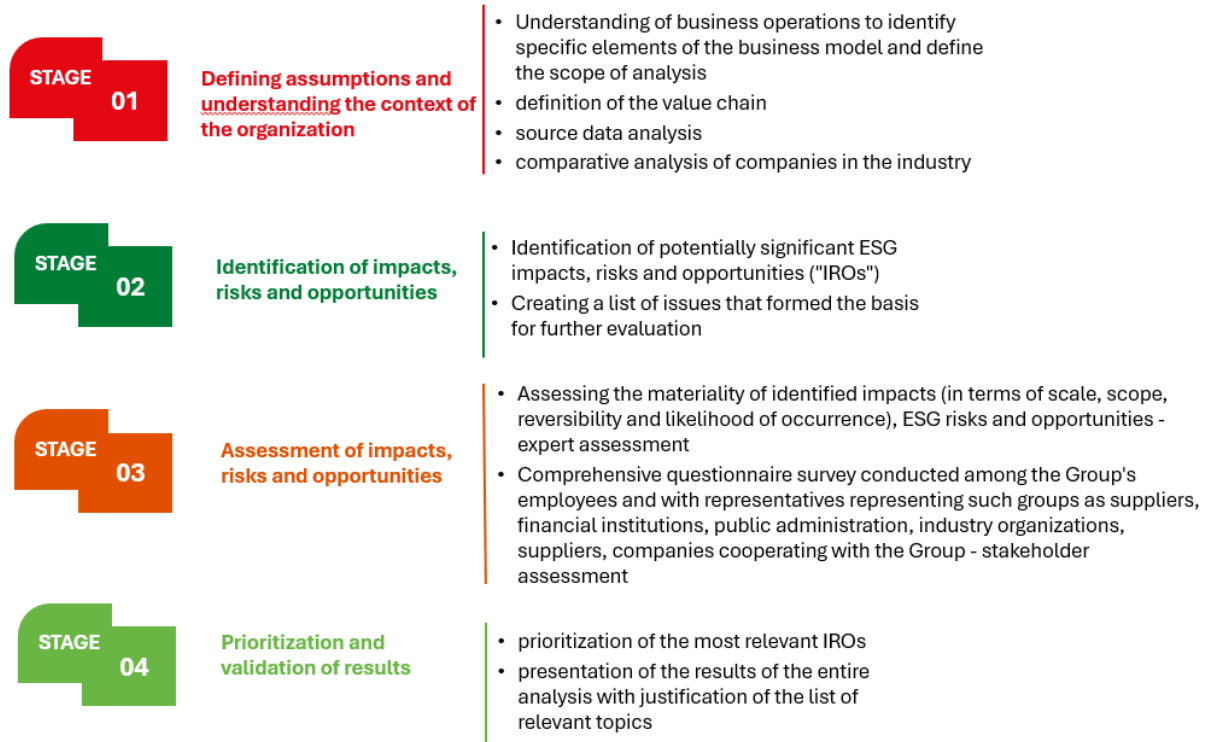 STAGE
01
Defining assumptions and
understanding the context of
the organization
• Understanding of business operations to identify
specific elements of the business model and define
the scope of analysis
• definition of the value chain
• source data analysis
• comparative analysis of companies in the industry
STAGE
02
Identification of impacts,
risks and opportunities
• Identification of potentially significant ESG
impacts, risks and opportunities ("IROs")
• Creating a list of issues that formed the basis
for further evaluation
STAGE
03
Assessment of impacts,
risks and opportunities
• Assessing the materiality of identified impacts (in terms of scale, scope,
reversibility and likelihood of occurrence), ESG risks and opportunities -
expert assessment
• Comprehensive questionnaire survey conducted among the Group's
employees and with representatives representing such groups as suppliers,
financial institutions, public administration, industry organizations,
suppliers, companies cooperating with the Group - stakeholder
assessment
STAGE
04
Prioritization and
validation of results
• prioritization of the most relevant IROs
• presentation of the results of the entire
analysis with justification of the list of
relevant topics